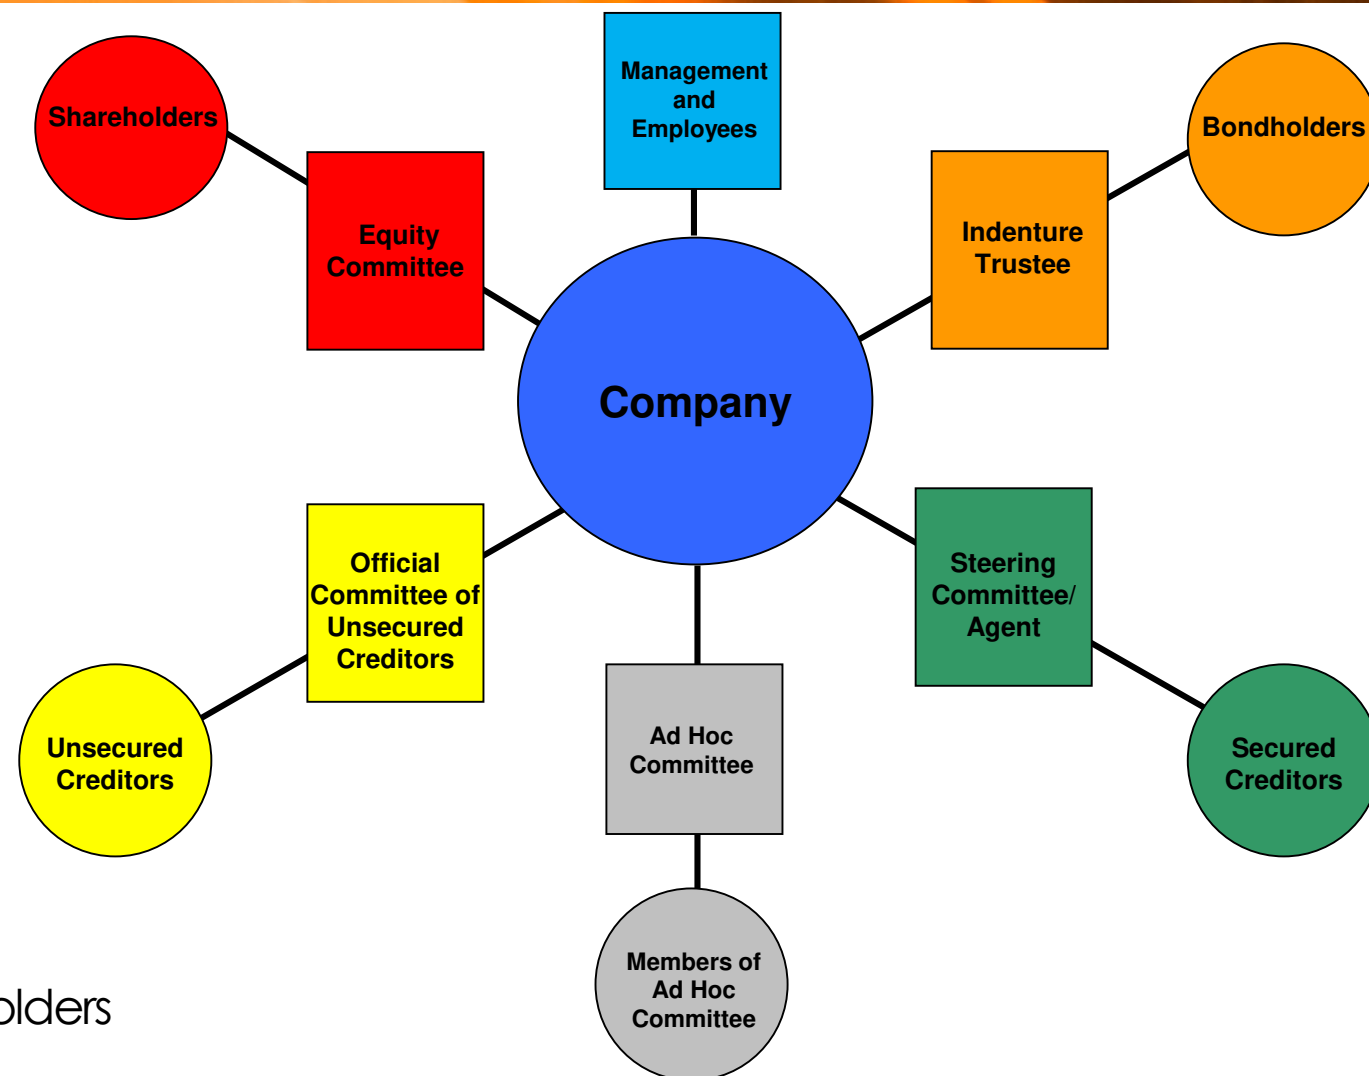 Management
and
Employees
Shareholders
Bondholders
Equity
Committee
Indenture
Trustee
Company
Official
Committee of
Unsecured
Creditors
Steering
Committee/
Agent
Unsecured
Creditors
Ad Hoc
Committee
Secured
Creditors
Members of
Ad Hoc
Committee
olders